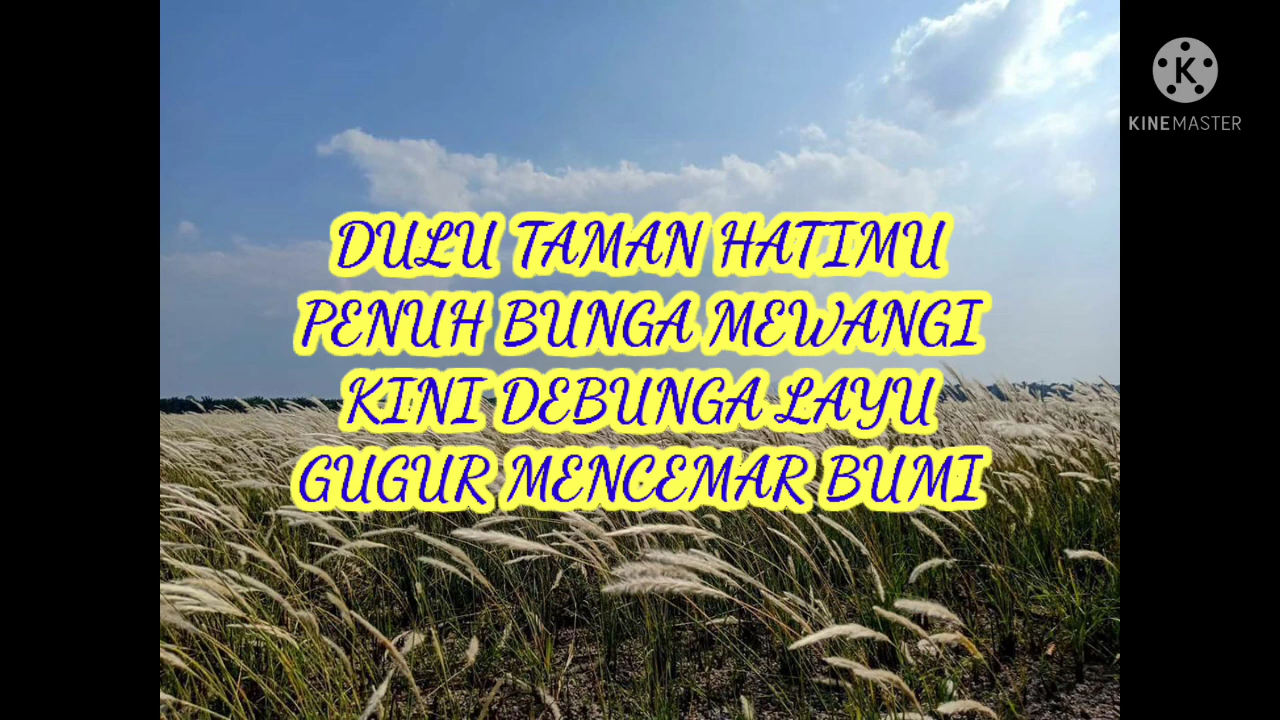 KINEMASTER
DULU TAMAN HATIMU
PENUH BUNGA MEWANGI
KINI DEBUNGA LAYU
GUGUR MENCEMAR BUMI